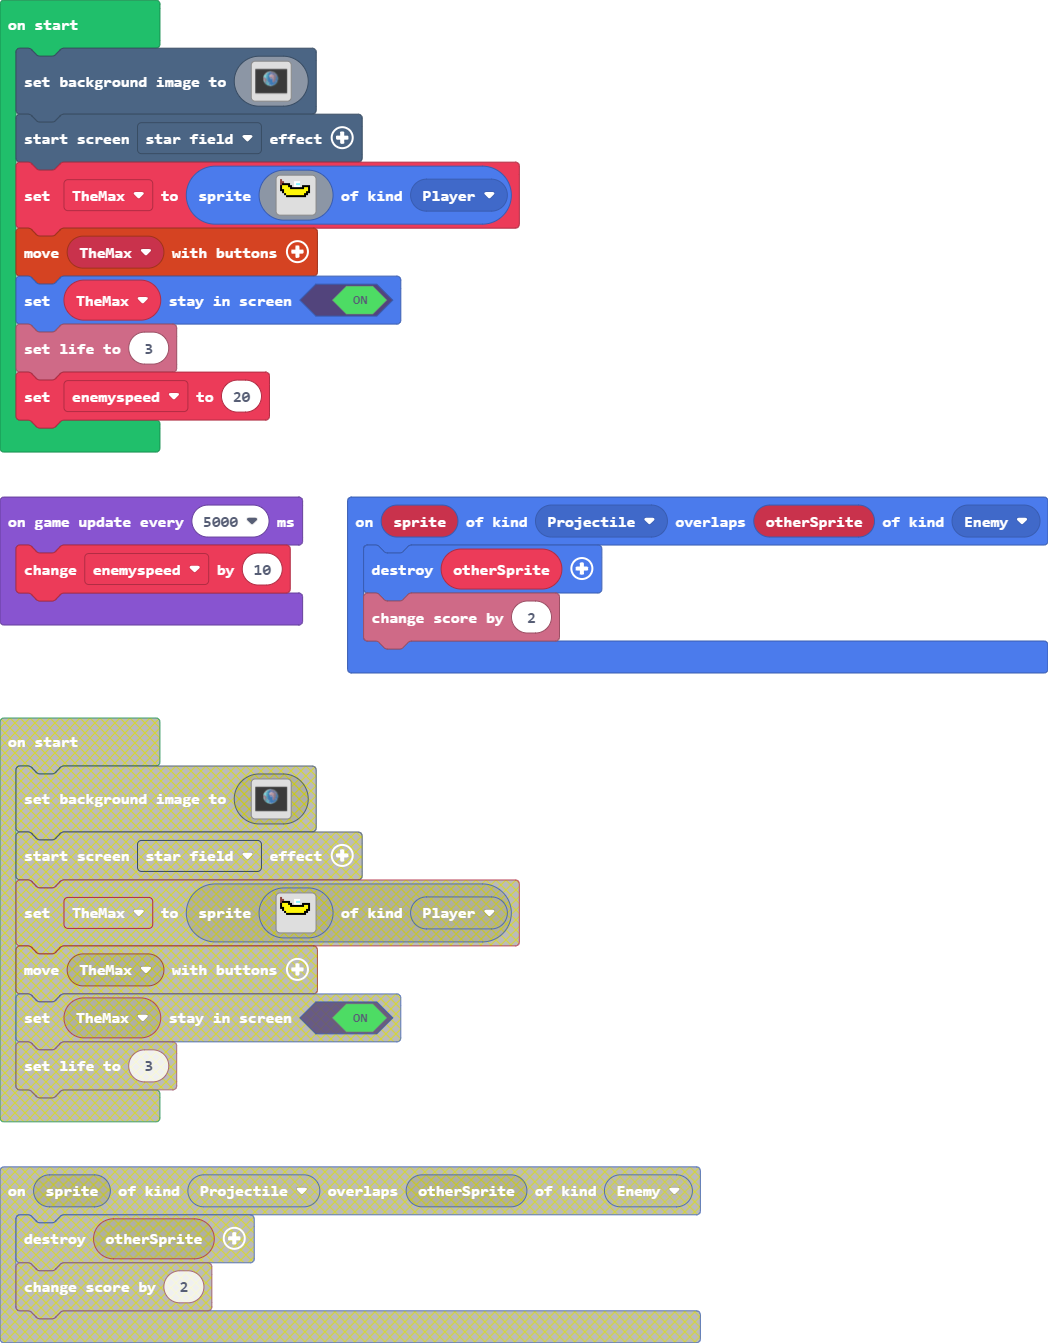 on start
set background image to
start screen star field effect
set TheMax to sprite of kind Player
move TheMax with buttons
set TheMax stay in screen ON
set life to 3
set enemyspeed to 20
on game update every 5000 ms
change enemyspeed by 10
on sprite of kind Projectile overlaps otherSprite of kind Enemy
destroy otherSprite
change score by 2
on start
set background image to
start screen star field effect
set TheMax to sprite of kind Player
move TheMax with buttons
set TheMax stay in screen ON
set life to 3
on sprite of kind Projectile overlaps otherSprite of kind Enemy
destroy otherSprite
change score by 2